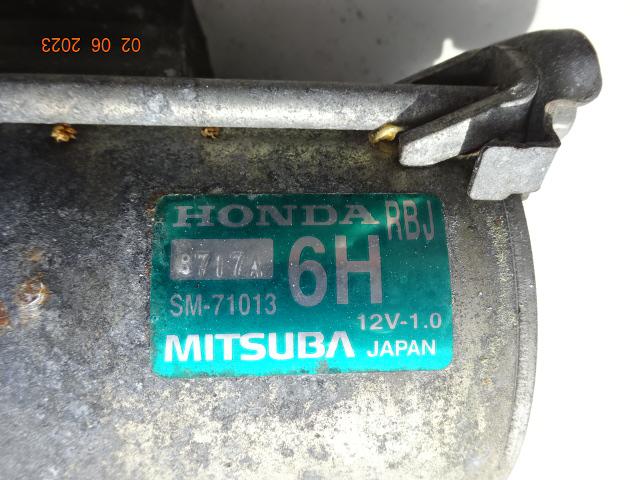 02 06 2023
HONDA RBJ
8717A 6H
SM-71013
12V-1.0
MITSUBA JAPAN